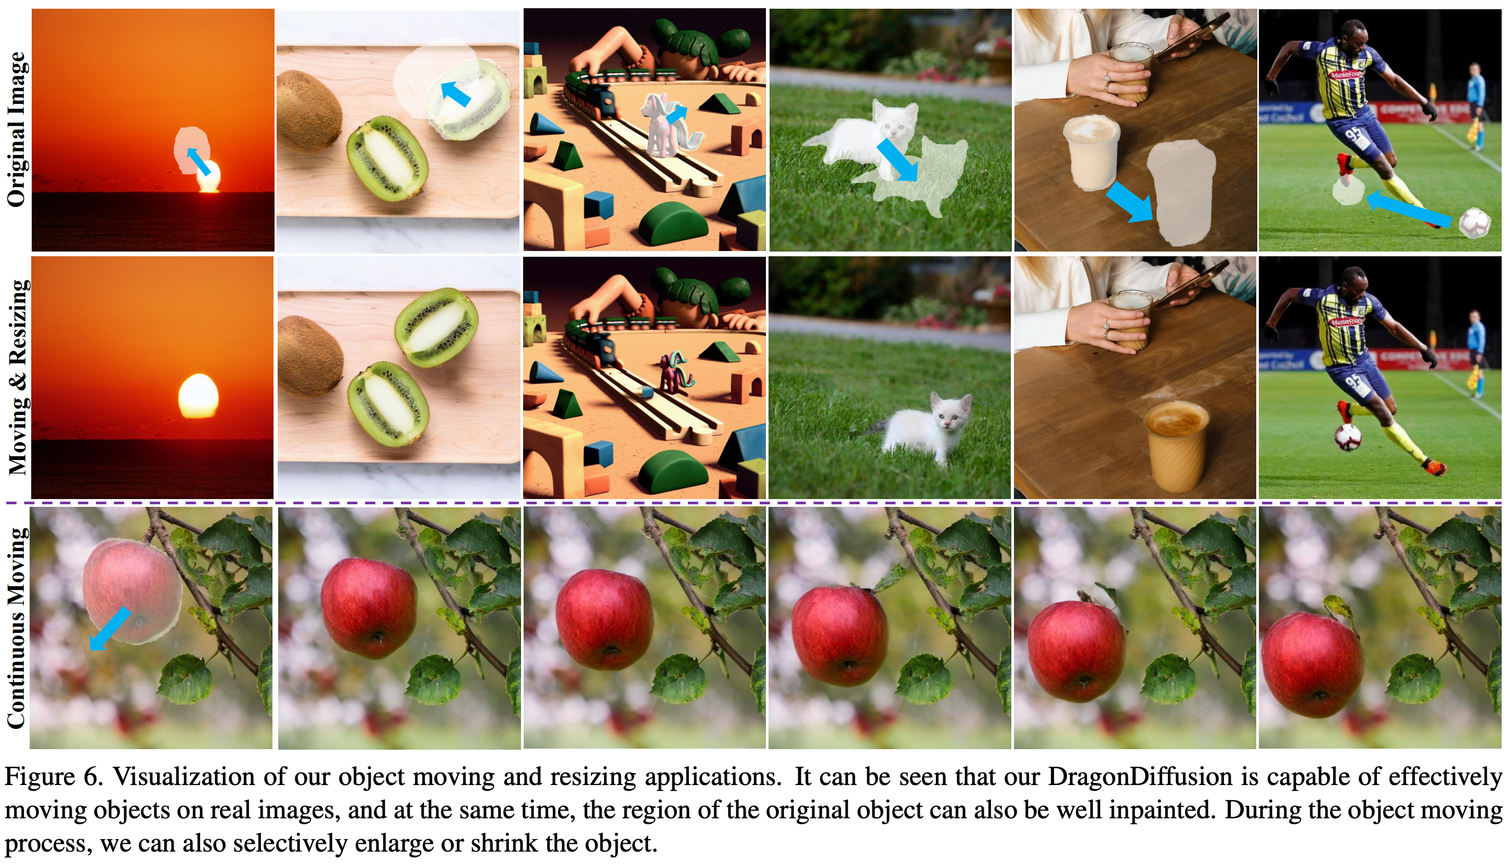 Original Image
95
Moving & Resizing
95
Continuous Moving
Figure 6. Visualization of our object moving and resizing applications. It can be seen that our DragonDiffusion is capable of effectively
moving objects on real images, and at the same time, the region of the original object can also be well inpainted. During the object moving
process, we can also selectively enlarge or shrink the object.